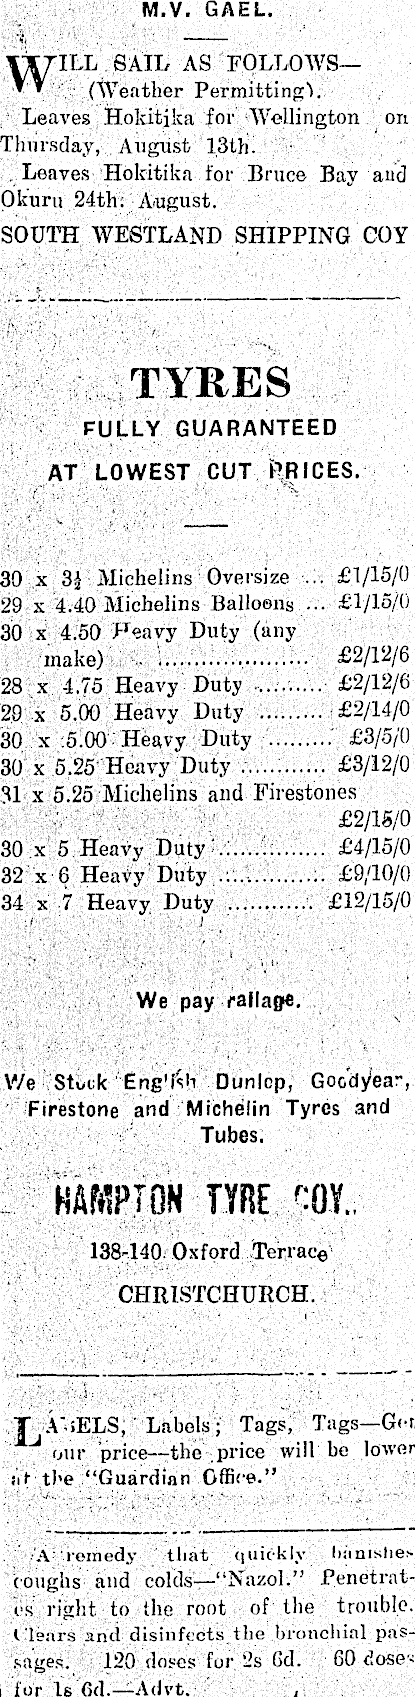 M.V. GAEL.
WILL SAIL AS FOLLOWS—
(Weather Permitting).
Leaves Hokitika for Wellington on
Thursday, August 13th.
Leaves Hokitika for Bruce Bay and
Okuru 24th. August.
SOUTH WESTLAND SHIPPING COY
TYRES
FULLY GUARANTEED
AT LOWEST CUT PRICES.
30 x 3½ Michelins Oversize ... £1/15/0
29 x 4.40 Michelins Balloons ... £1/15/0
30 x 4.50 Heavy Duty (any
make) ..................... £2/12/6
28 x 4.75 Heavy Duty ......... £2/12/6
29 x 5.00 Heavy Duty ......... £2/14/0
30 x 5.00 Heavy Duty ......... £3/5/0
30 x 5.25 Heavy Duty ............ £3/12/0
31 x 5.25 Michelins and Firestones
£2/15/0
30 x 5 Heavy Duty ............... £4/15/0
32 x 6 Heavy Duty ............... £9/10/0
34 x 7 Heavy Duty ............ £12/15/0
We pay railage.
We Stock English Dunlop, Goodyear,
Firestone and Michelin Tyres and
Tubes.
HAMPTON TYRE COY.,
138-140 Oxford Terrace
CHRISTCHURCH.
LABELS, Labels; Tags, Tags—Get
our price—the price will be lower
at the "Guardian Office."
A remedy that quickly banishes
coughs and colds—"Nazol." Penetrat-
es right to the root of the trouble.
Clears and disinfects the bronchial pas-
sages. 120 doses for 2s 6d. 60 doses
for 1s 6d.—Advt.